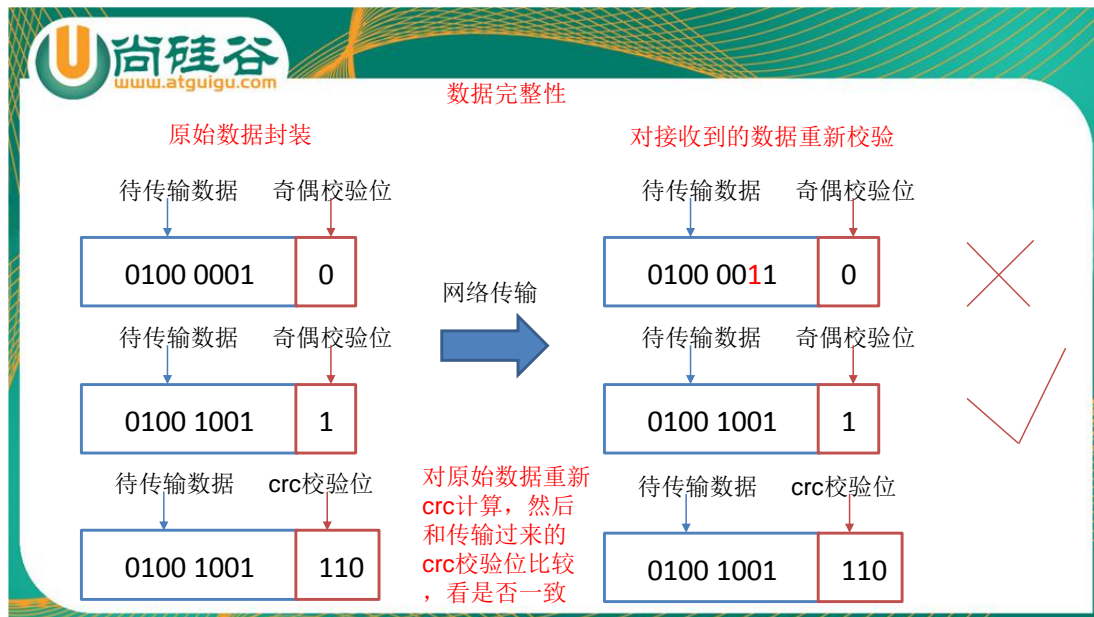 尚硅谷
www.atguigu.com
数据完整性
原始数据封装
对接收到的数据重新校验
待传输数据 奇偶校验位
0100 0001 0
待传输数据 奇偶校验位
0100 0011 0
网络传输
待传输数据 奇偶校验位
0100 1001 1
待传输数据 奇偶校验位
0100 1001 1
待传输数据 crc校验位
0100 1001 110
对原始数据重新
crc计算，然后
和传输过来的
crc校验位比较
，看是否一致
待传输数据 crc校验位
0100 1001 110